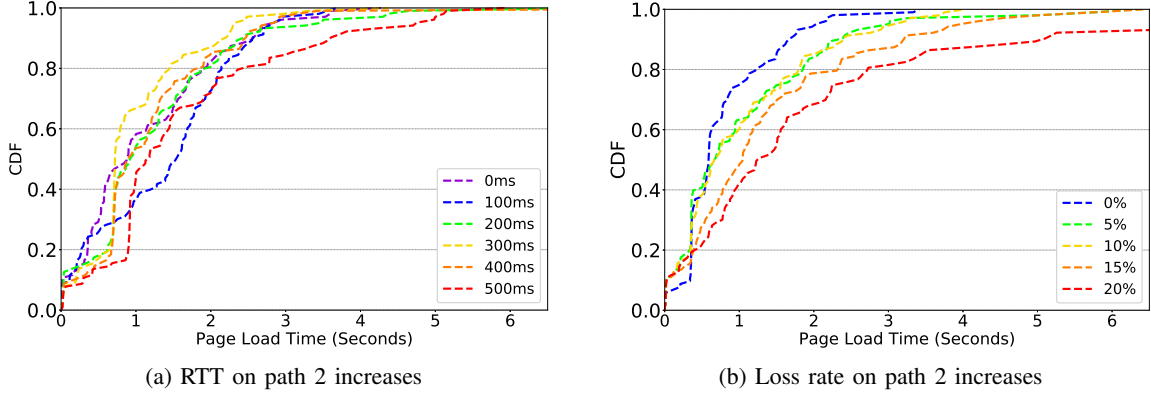 1.0
0.8
0.6
0.4
0.2
0.0
CDF
0 1 2 3 4 5 6
Page Load Time (Seconds)
0ms
100ms
200ms
300ms
400ms
500ms
(a) RTT on path 2 increases
1.0
0.8
0.6
0.4
0.2
0.0
CDF
0 1 2 3 4 5 6
Page Load Time (Seconds)
0%
5%
10%
15%
20%
(b) Loss rate on path 2 increases